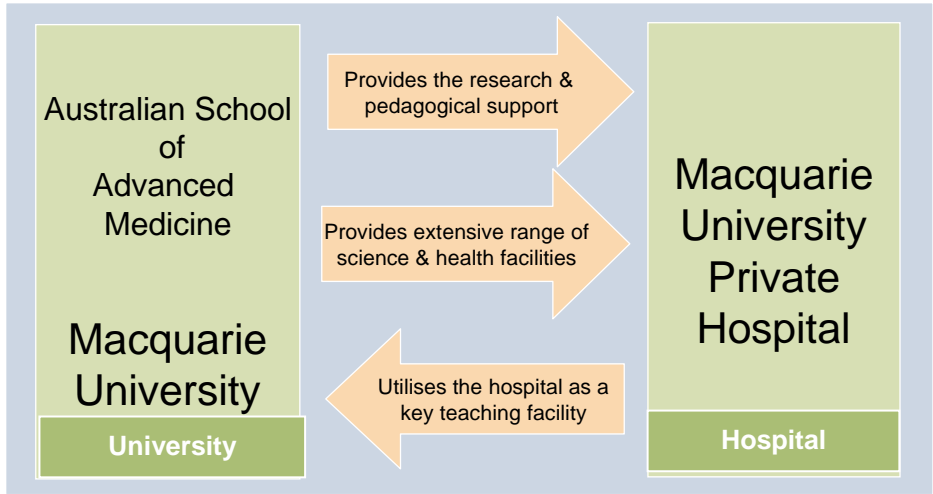 Australian School
of
Advanced
Medicine
Macquarie
University
University
Provides the research &
pedagogical support
Provides extensive range of
science & health facilities
Utilises the hospital as a
key teaching facility
Macquarie
University
Private
Hospital
Hospital